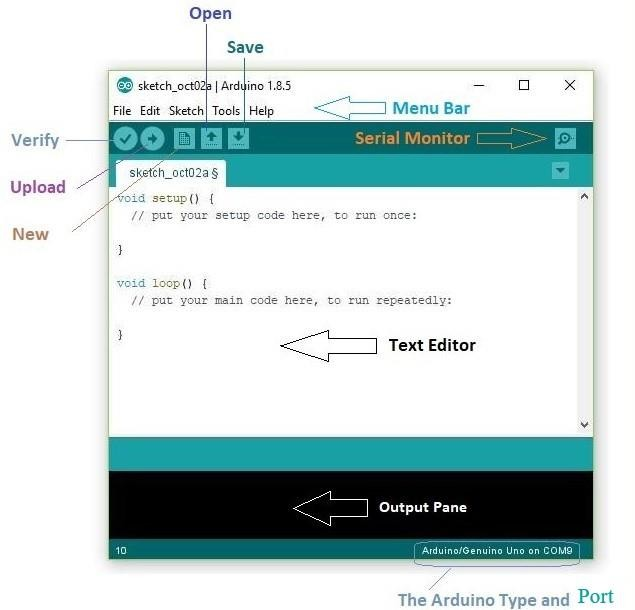 Open
Save
sketch_oct02a | Arduino 1.8.5
File Edit Sketch Tools Help
Menu Bar
Verify
Serial Monitor
Upload
sketch_oct02a §
New
void setup() {
// put your setup code here, to run once:
}
void loop() {
// put your main code here, to run repeatedly:
}
Text Editor
Output Pane
10
Arduino/Genuino Uno on COM9
The Arduino Type and Port